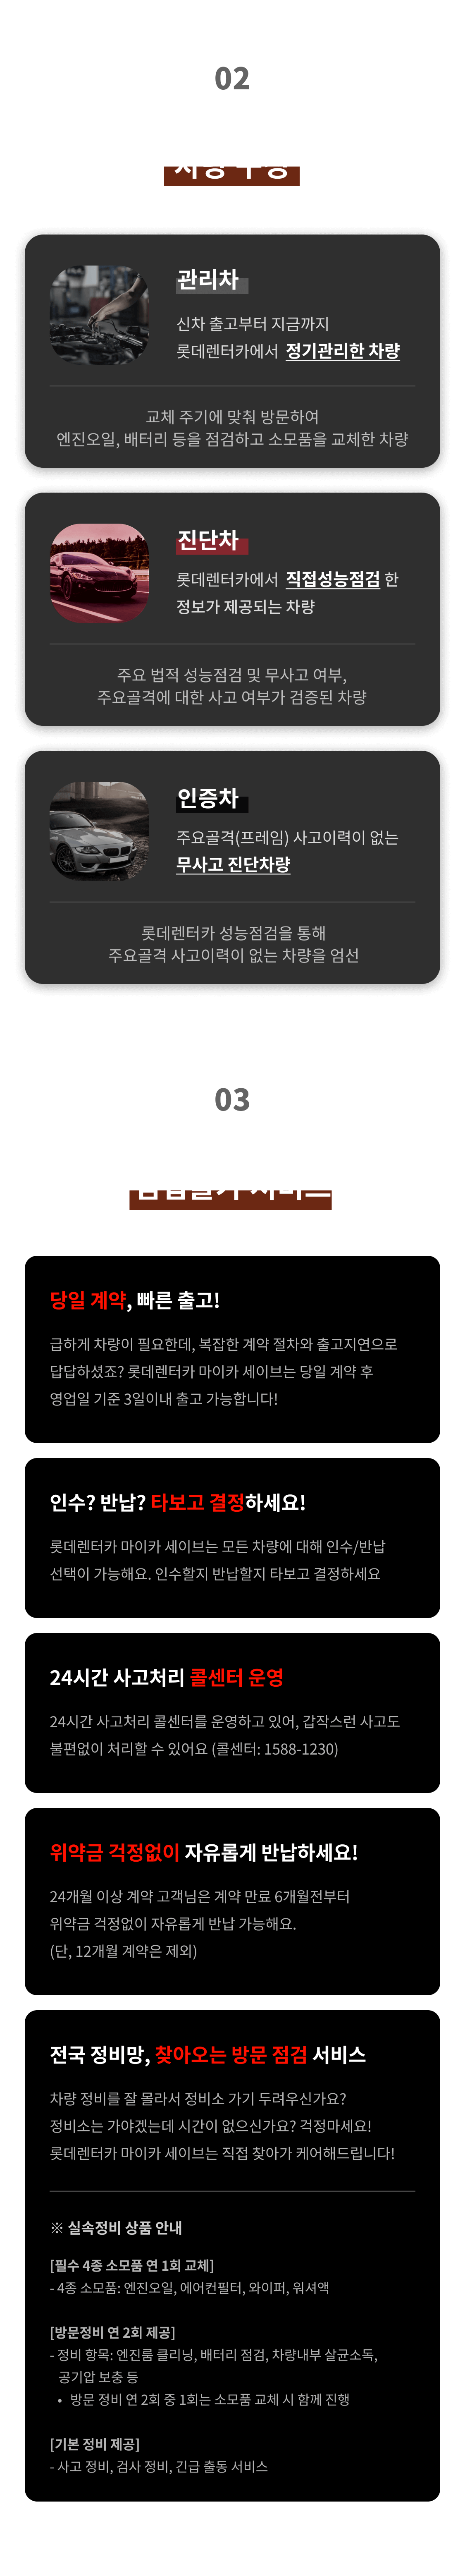 02
관리차
신차 출고부터 지금까지
롯데렌터카에서 정기관리한 차량
교체 주기에 맞춰 방문하여
엔진오일, 배터리 등을 점검하고 소모품을 교체한 차량
진단차
롯데렌터카에서 직접성능점검 한
정보가 제공되는 차량
주요 법적 성능점검 및 무사고 여부,
주요골격에 대한 사고 여부가 검증된 차량
인증차
주요골격(프레임) 사고이력이 없는
무사고 진단차량
롯데렌터카 성능점검을 통해
주요골격 사고이력이 없는 차량을 엄선
03
당일 계약, 빠른 출고!
급하게 차량이 필요한데, 복잡한 계약 절차와 출고지연으로
답답하셨죠? 롯데렌터카 마이카 세이브는 당일 계약 후
영업일 기준 3일이내 출고 가능합니다!
인수? 반납? 타보고 결정하세요!
롯데렌터카 마이카 세이브는 모든 차량에 대해 인수/반납
선택이 가능해요. 인수할지 반납할지 타보고 결정하세요
24시간 사고처리 콜센터 운영
24시간 사고처리 콜센터를 운영하고 있어, 갑작스런 사고도
불편없이 처리할 수 있어요 (콜센터: 1588-1230)
위약금 걱정없이 자유롭게 반납하세요!
24개월 이상 계약 고객님은 계약 만료 6개월전부터
위약금 걱정없이 자유롭게 반납 가능해요.
(단, 12개월 계약은 제외)
전국 정비망, 찾아오는 방문 점검 서비스
차량 정비를 잘 몰라서 정비소 가기 두려우신가요?
정비소는 가야겠는데 시간이 없으신가요? 걱정마세요!
롯데렌터카 마이카 세이브는 직접 찾아가 케어해드립니다!
※ 실속정비 상품 안내
[필수 4종 소모품 연 1회 교체]
- 4종 소모품: 엔진오일, 에어컨필터, 와이퍼, 워셔액
[방문정비 연 2회 제공]
- 정비 항목: 엔진룸 클리닝, 배터리 점검, 차량내부 살균소독,
공기압 보충 등
• 방문 정비 연 2회 중 1회는 소모품 교체 시 함께 진행
[기본 정비 제공]
- 사고 정비, 검사 정비, 긴급 출동 서비스